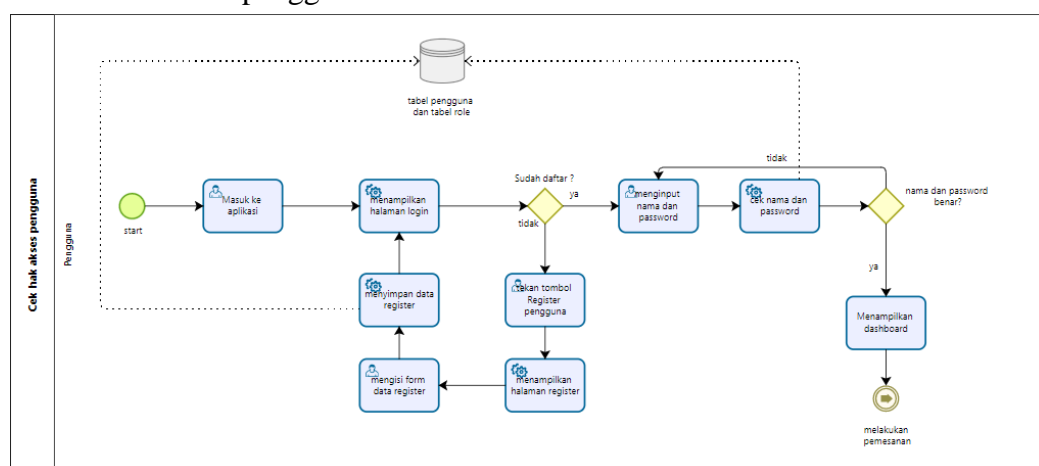 pengguna
tabel pengguna
dan tabel role
Cek hak akses pengguna
Pengguna
start
Masuk ke
aplikasi
menampilkan
halaman login
Sudah daftar ?
ya
tidak
menginput
nama dan
password
cek nama dan
password
tidak
nama dan password
benar?
ya
menyimpan data
register
tekan tombol
Register
pengguna
Menampilkan
dashboard
mengisi form
data register
menampilkan
halaman register
melakukan
pemesanan